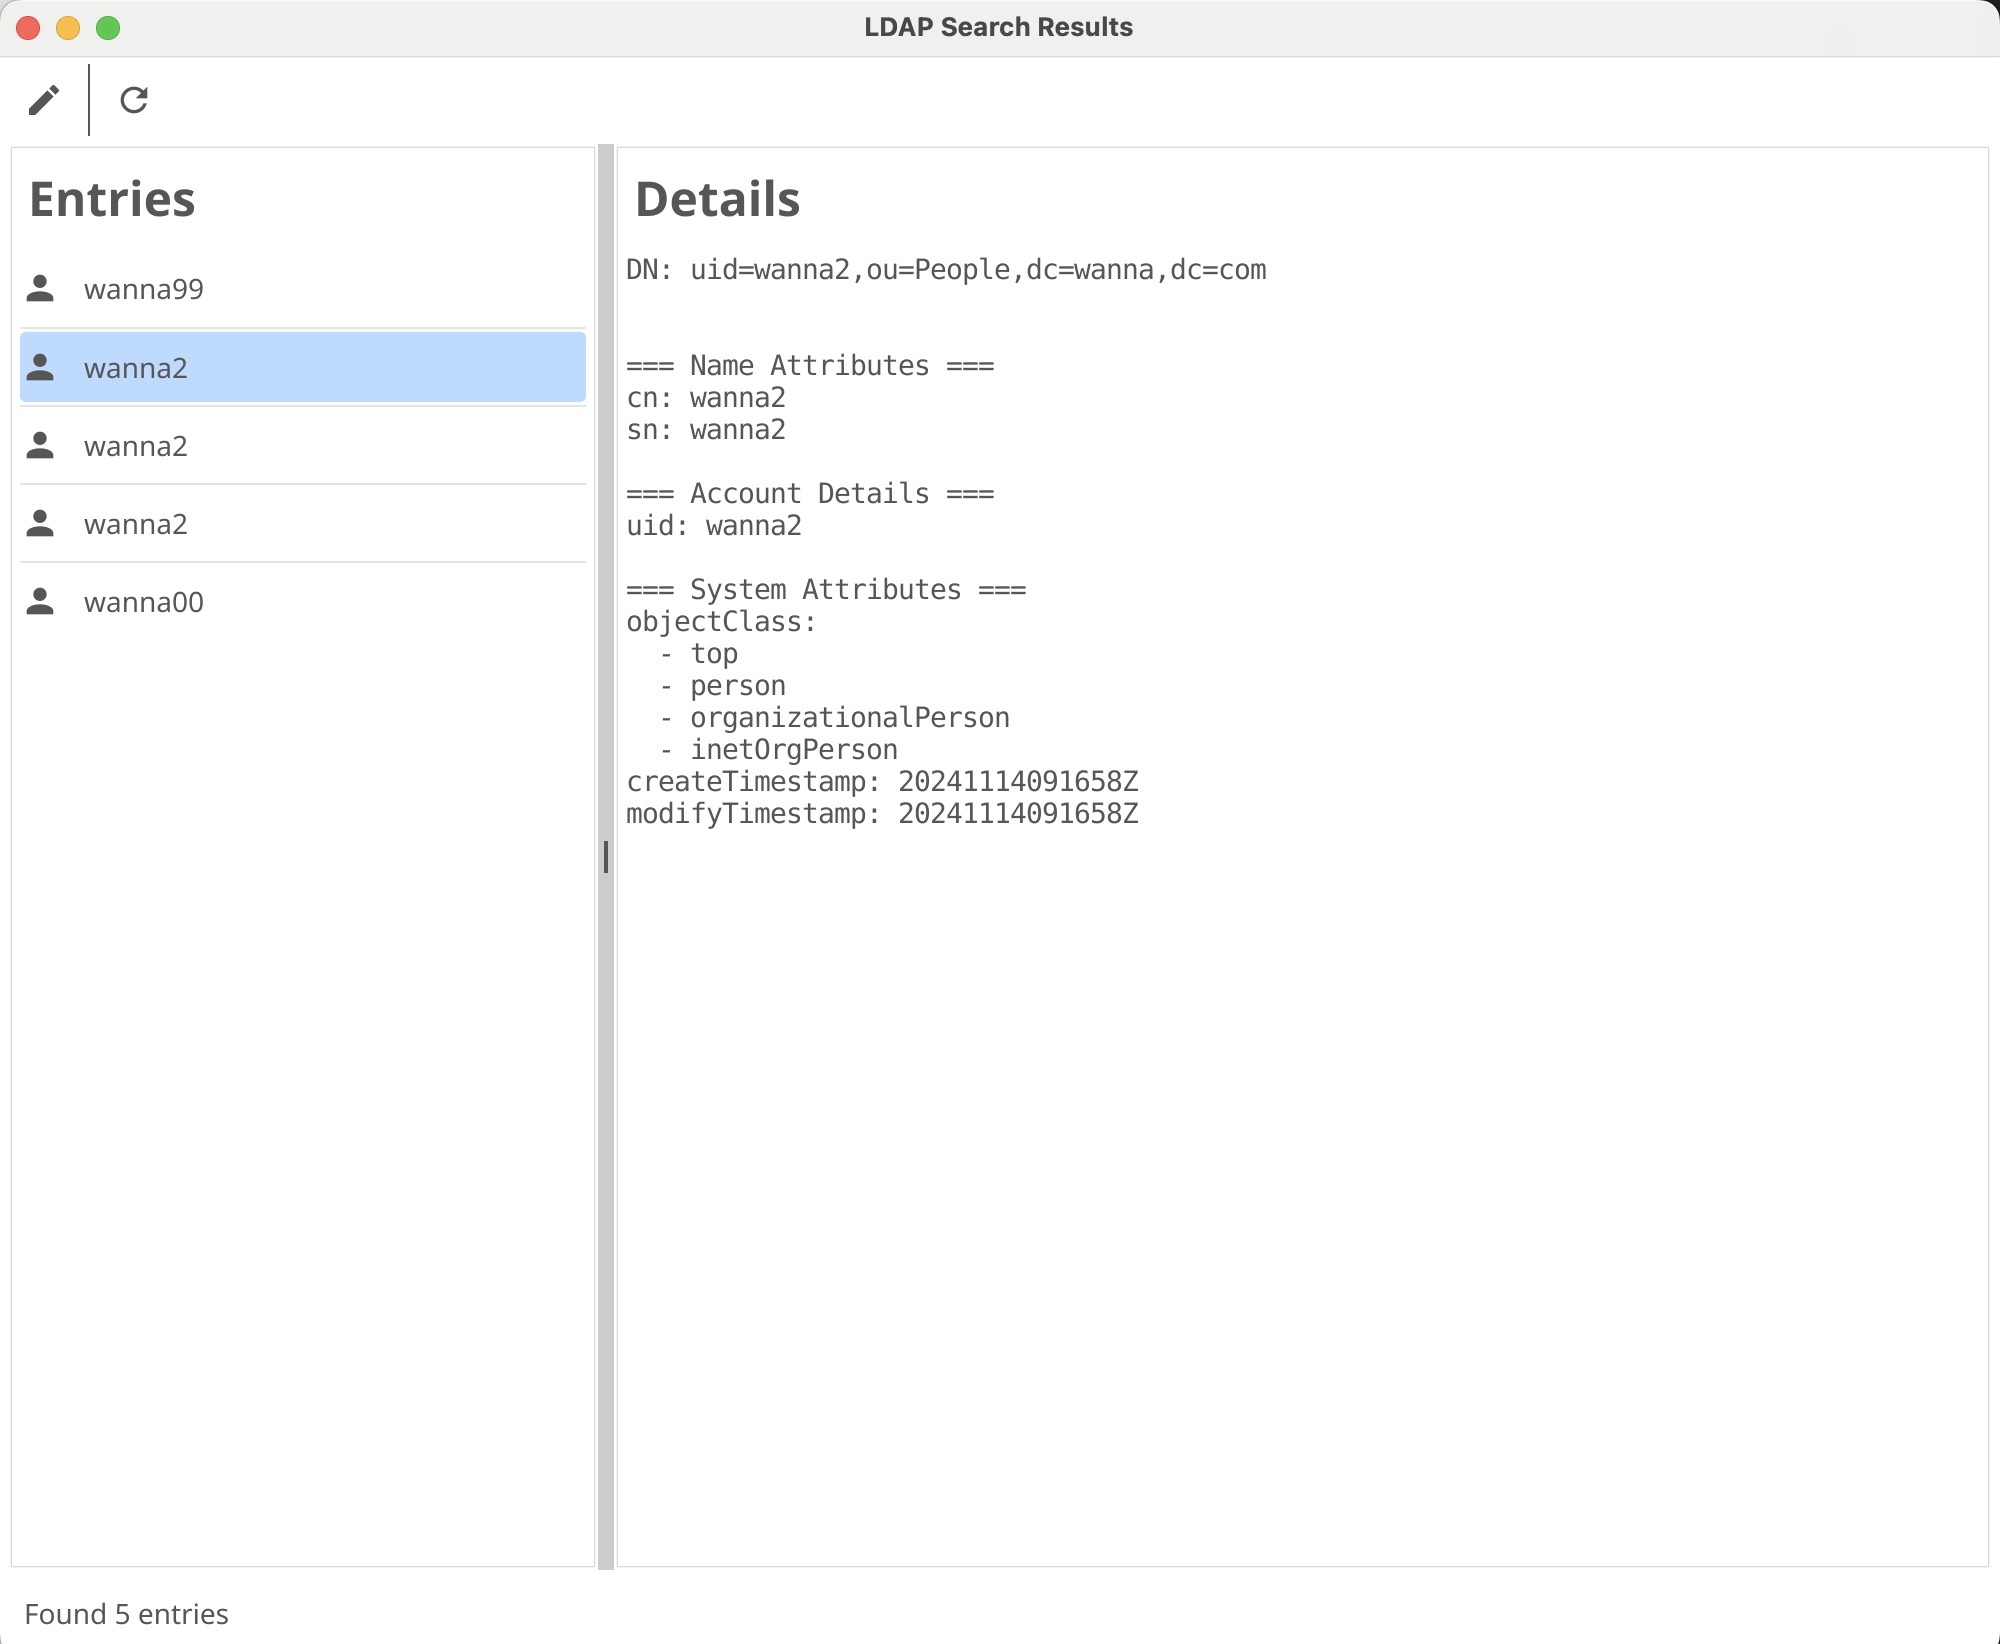 LDAP Search Results
Entries
wanna99
wanna2
wanna2
wanna2
wanna00
Details
DN: uid=wanna2,ou=People,dc=wanna,dc=com
=== Name Attributes ===
cn: wanna2
sn: wanna2
=== Account Details ===
uid: wanna2
=== System Attributes ===
objectClass:
  - top
  - person
  - organizationalPerson
  - inetOrgPerson
createTimestamp: 20241114091658Z
modifyTimestamp: 20241114091658Z
Found 5 entries